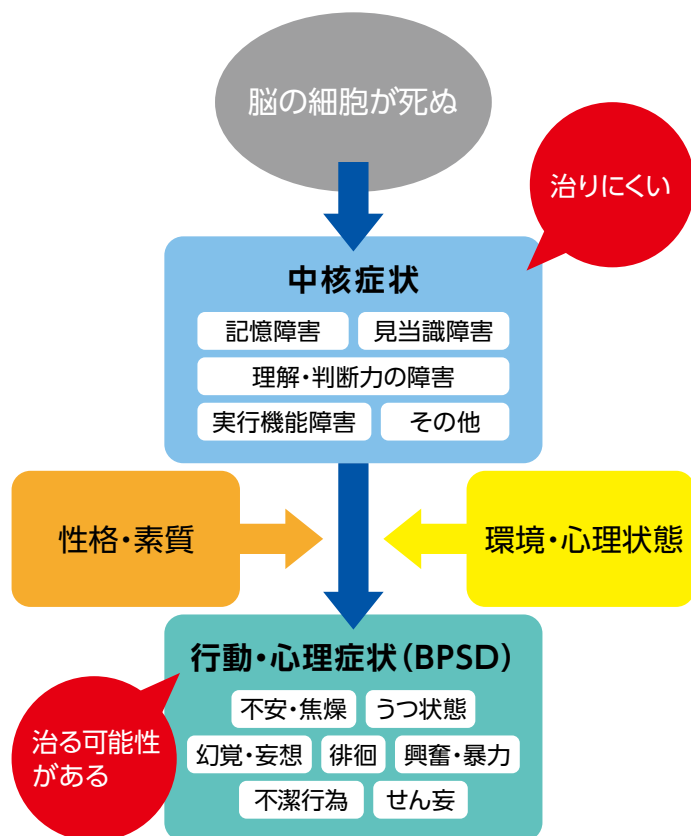 脳の細胞が死ぬ
治りにくい
中核症状
記憶障害 見当識障害
理解・判断力の障害
実行機能障害 その他
性格・素質
環境・心理状態
行動・心理症状(BPSD)
不安・焦燥 うつ状態
幻覚・妄想 徘徊 興奮・暴力
不潔行為 せん妄
治る可能性
がある